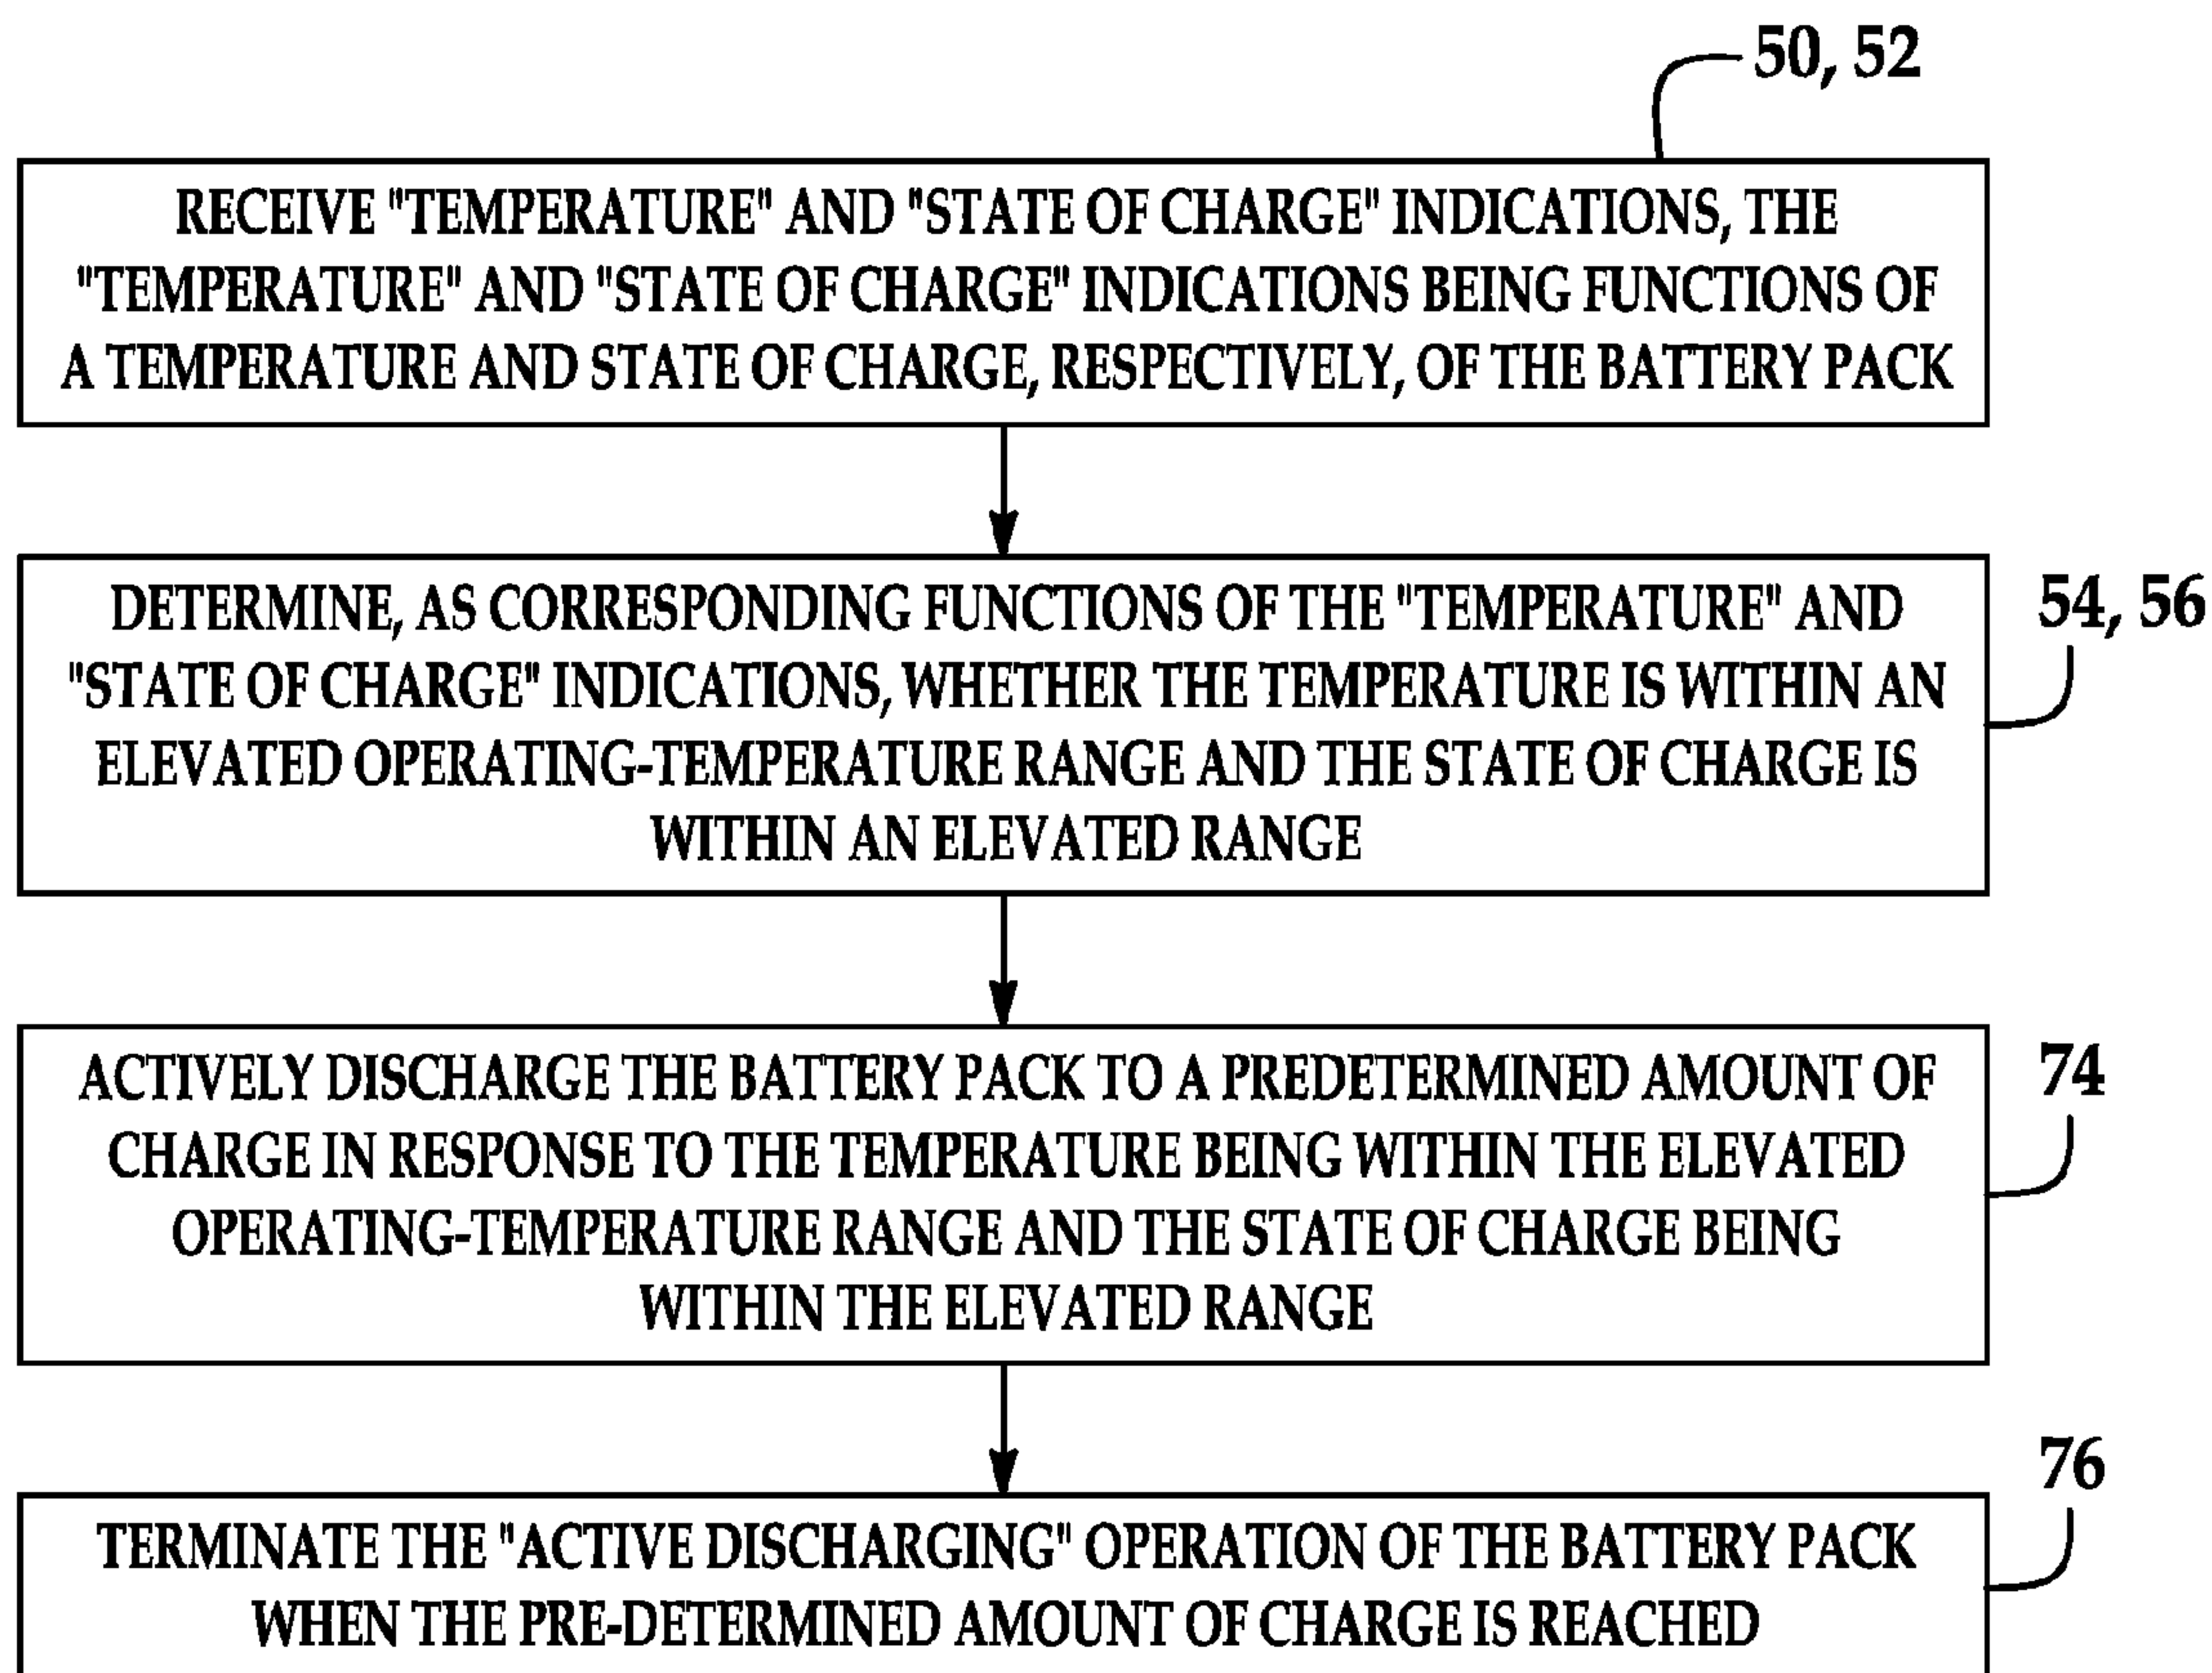 50, 52
RECEIVE "TEMPERATURE" AND "STATE OF CHARGE" INDICATIONS, THE
"TEMPERATURE" AND "STATE OF CHARGE" INDICATIONS BEING FUNCTIONS OF
A TEMPERATURE AND STATE OF CHARGE, RESPECTIVELY, OF THE BATTERY PACK
DETERMINE, AS CORRESPONDING FUNCTIONS OF THE "TEMPERATURE" AND
"STATE OF CHARGE" INDICATIONS, WHETHER THE TEMPERATURE IS WITHIN AN
ELEVATED OPERATING-TEMPERATURE RANGE AND THE STATE OF CHARGE IS
WITHIN AN ELEVATED RANGE
54, 56
ACTIVELY DISCHARGE THE BATTERY PACK TO A PREDETERMINED AMOUNT OF
CHARGE IN RESPONSE TO THE TEMPERATURE BEING WITHIN THE ELEVATED
OPERATING-TEMPERATURE RANGE AND THE STATE OF CHARGE BEING
WITHIN THE ELEVATED RANGE
74
TERMINATE THE "ACTIVE DISCHARGING" OPERATION OF THE BATTERY PACK
WHEN THE PRE-DETERMINED AMOUNT OF CHARGE IS REACHED
76